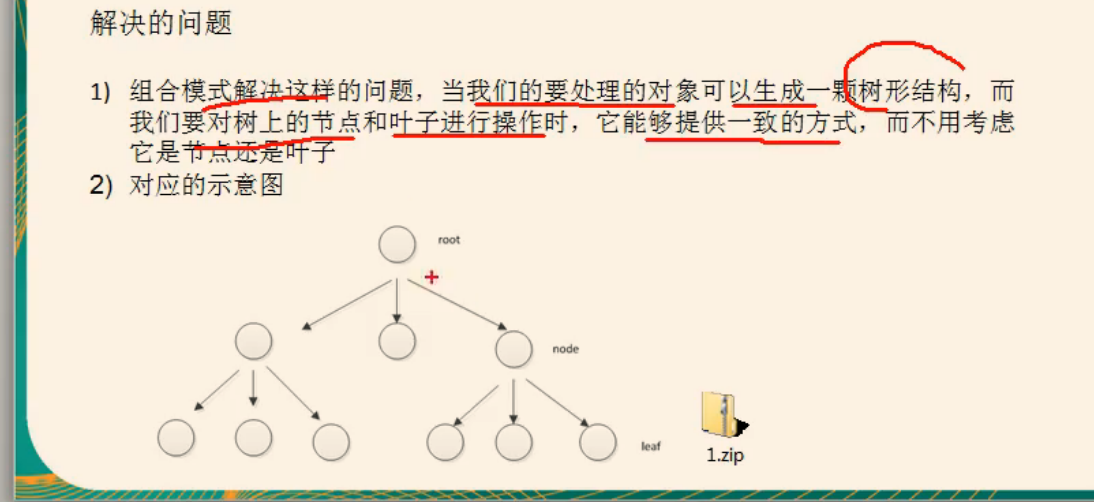 解决的问题
1) 组合模式解决这样的问题，当我们的要处理的对象可以生成一颗树形结构，而
我们要对树上的节点和叶子进行操作时，它能够提供一致的方式，而不用考虑
它是节点还是叶子
2) 对应的示意图
root
node
leaf
1.zip